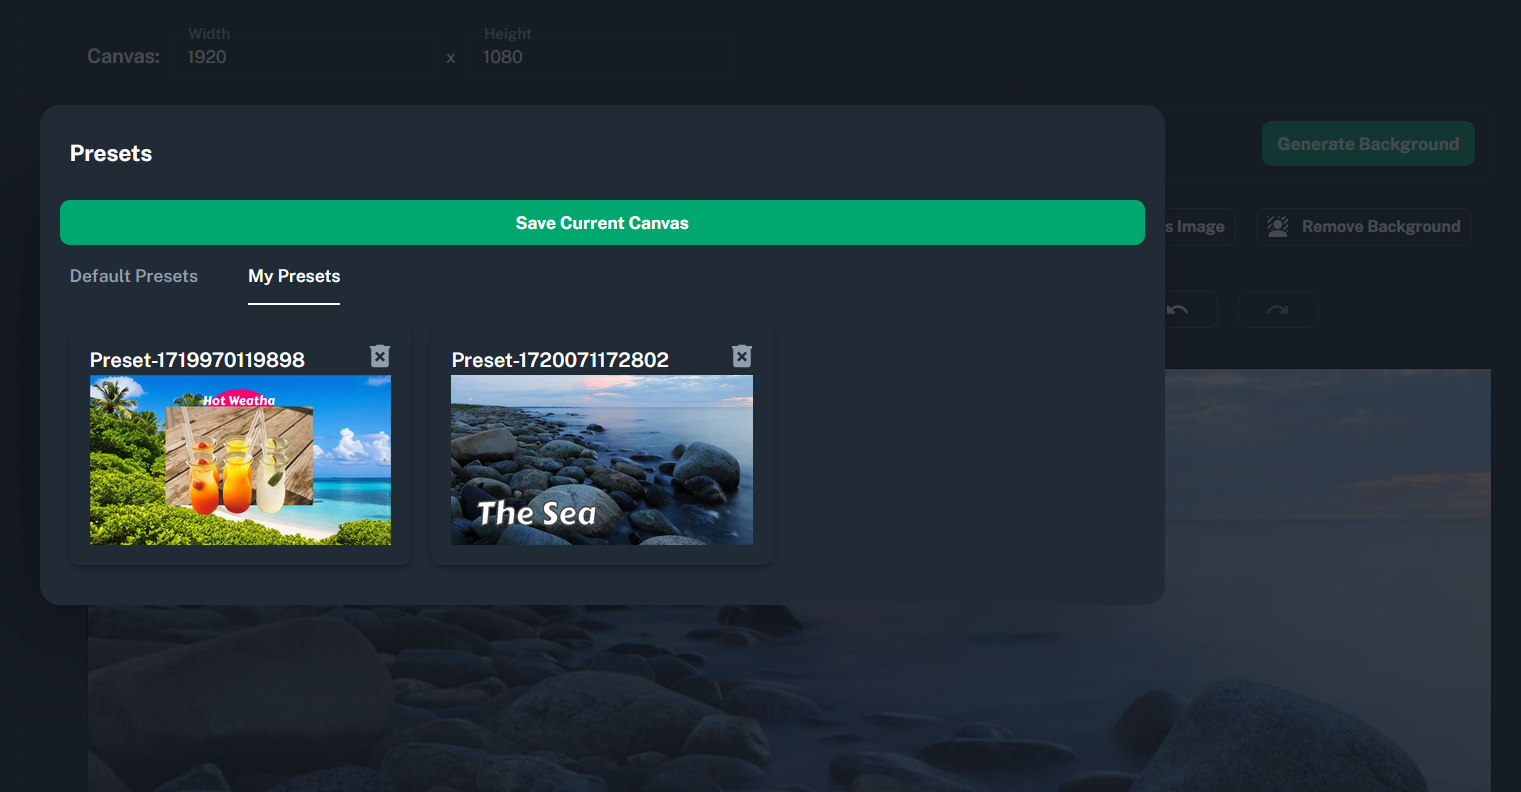 Width
Height
Canvas:
1920
x
1080
Presets
Generate Background
Save Current Canvas
s Image
Remove Background
Default Presets
My Presets
Preset-1719970119898
Preset-1720071172802
Hot Weatha
The Sea